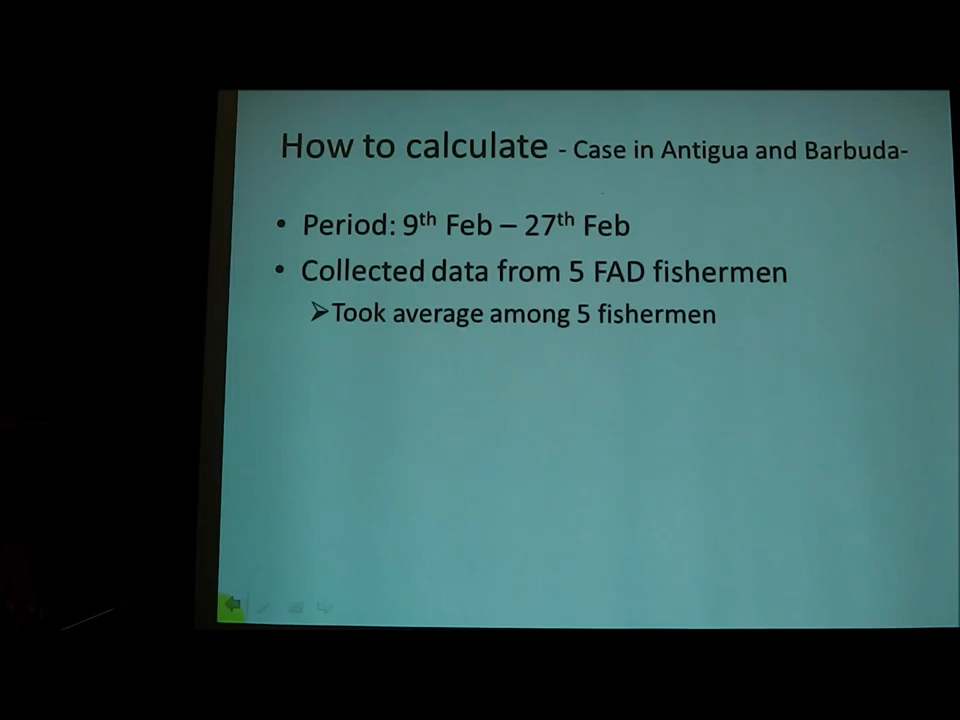 How to calculate - Case in Antigua and Barbuda-
• Period: 9th Feb – 27th Feb
• Collected data from 5 FAD fishermen
➢Took average among 5 fishermen